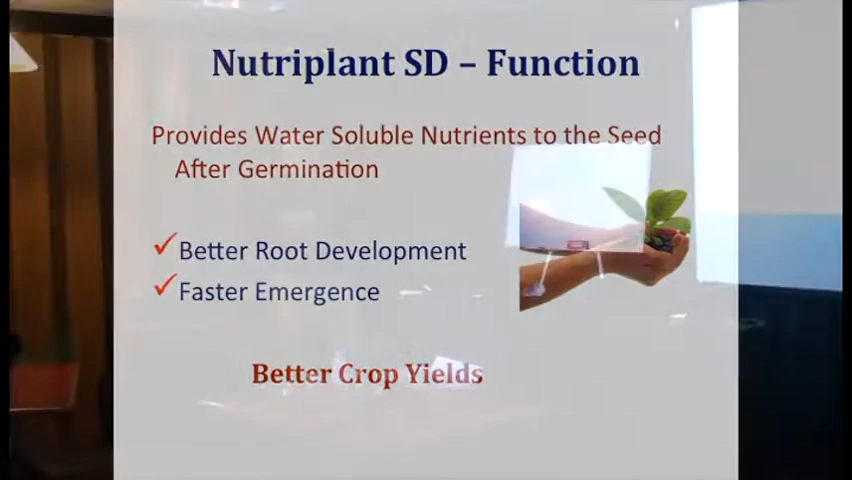 Nutriplant SD – Function
Provides Water Soluble Nutrients to the Seed
After Germination
Better Root Development
Faster Emergence
Better Crop Yields